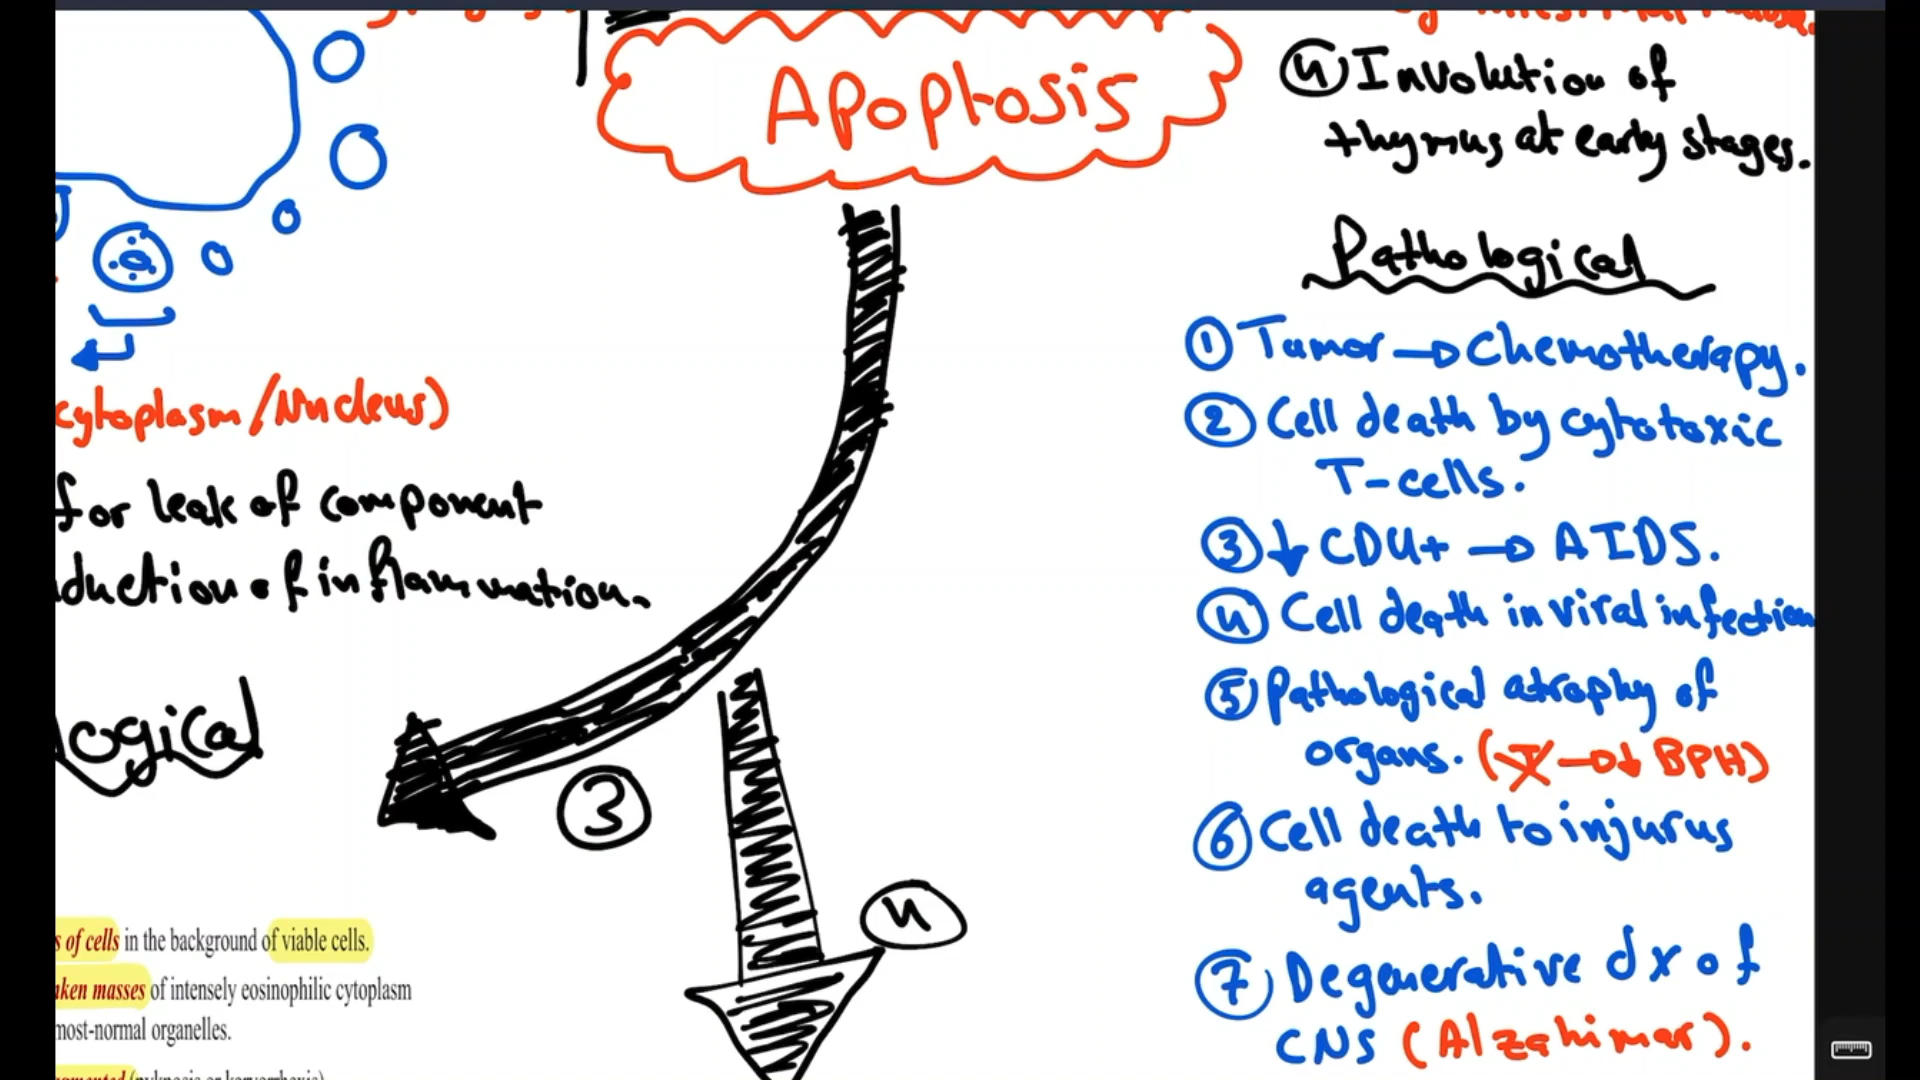 Apoptosis
④ Involution of
thymus at early stages.
Pathological
① Tumor → Chemotherapy.
② Cell death by cytotoxic
T-cells.
③ ↓ CD4+ → AIDS.
④ Cell death in viral infection
⑤ Pathological atrophy of
organs. ( → ↓ BPH)
⑥ Cell death to injurus
agents.
⑦ Degenerative dx of
CNS (Alzahimar).
cytoplasm/Nucleus)
for leak of component
duction of inflammation.
logical
3
4
s of cells in the background of viable cells.
ken masses of intensely eosinophilic cytoplasm
most-normal organelles.